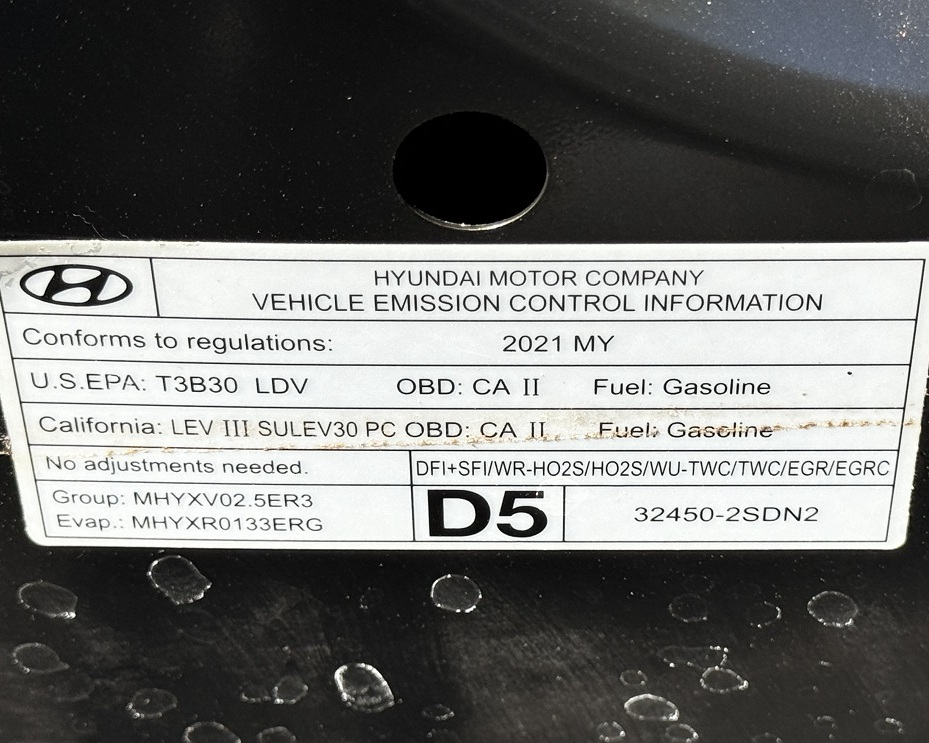 HYUNDAI MOTOR COMPANY
VEHICLE EMISSION CONTROL INFORMATION
Conforms to regulations: 2021 MY
U.S.EPA: T3B30 LDV OBD: CA II Fuel: Gasoline
California: LEV III SULEV30 PC OBD: CA II Fuel: Gasoline
No adjustments needed. DFI+SFI/WR-HO2S/HO2S/WU-TWC/TWC/EGR/EGRC
Group: MHYXV02.5ER3
Evap.: MHYXR0133ERG
D5
32450-2SDN2